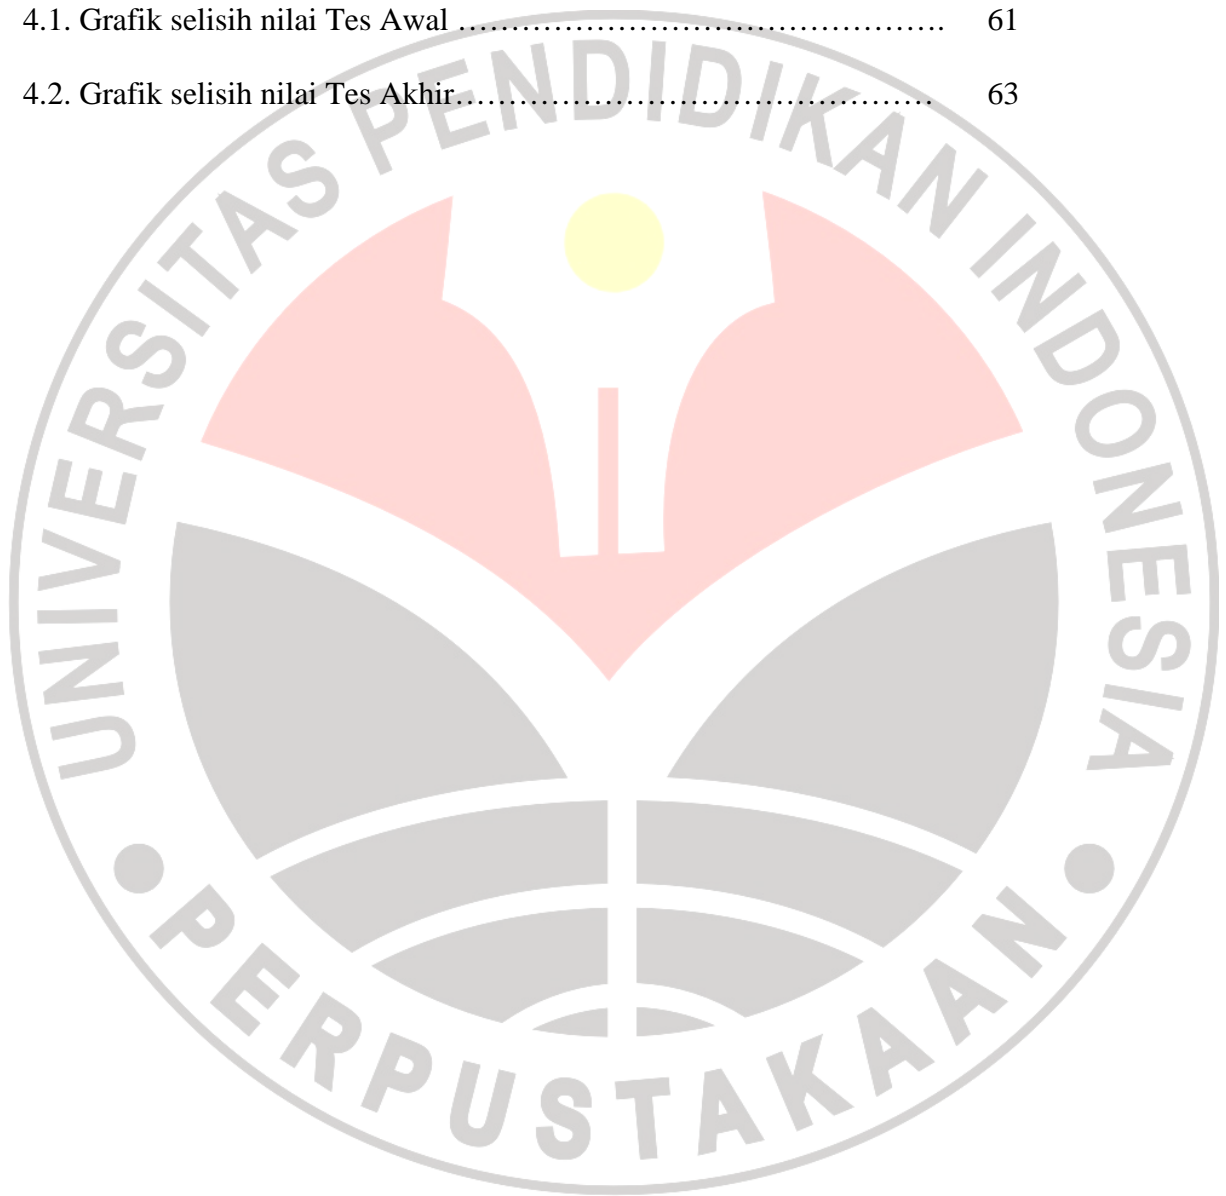 4.1. Grafik selisih nilai Tes Awal ………………………………………. 61
4.2. Grafik selisih nilai Tes Akhir……………………………………… 63
UNIVERSITAS PENDIDIKAN INDONESIA
PERPUSTAKAAN